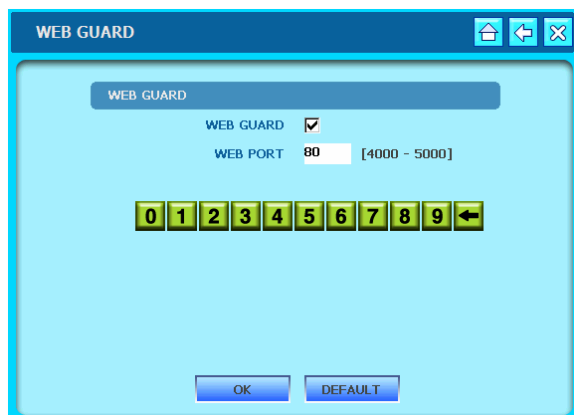 WEB GUARD
WEB GUARD
WEB GUARD
WEB PORT 80 [4000 - 5000]
0 1 2 3 4 5 6 7 8 9
OK DEFAULT